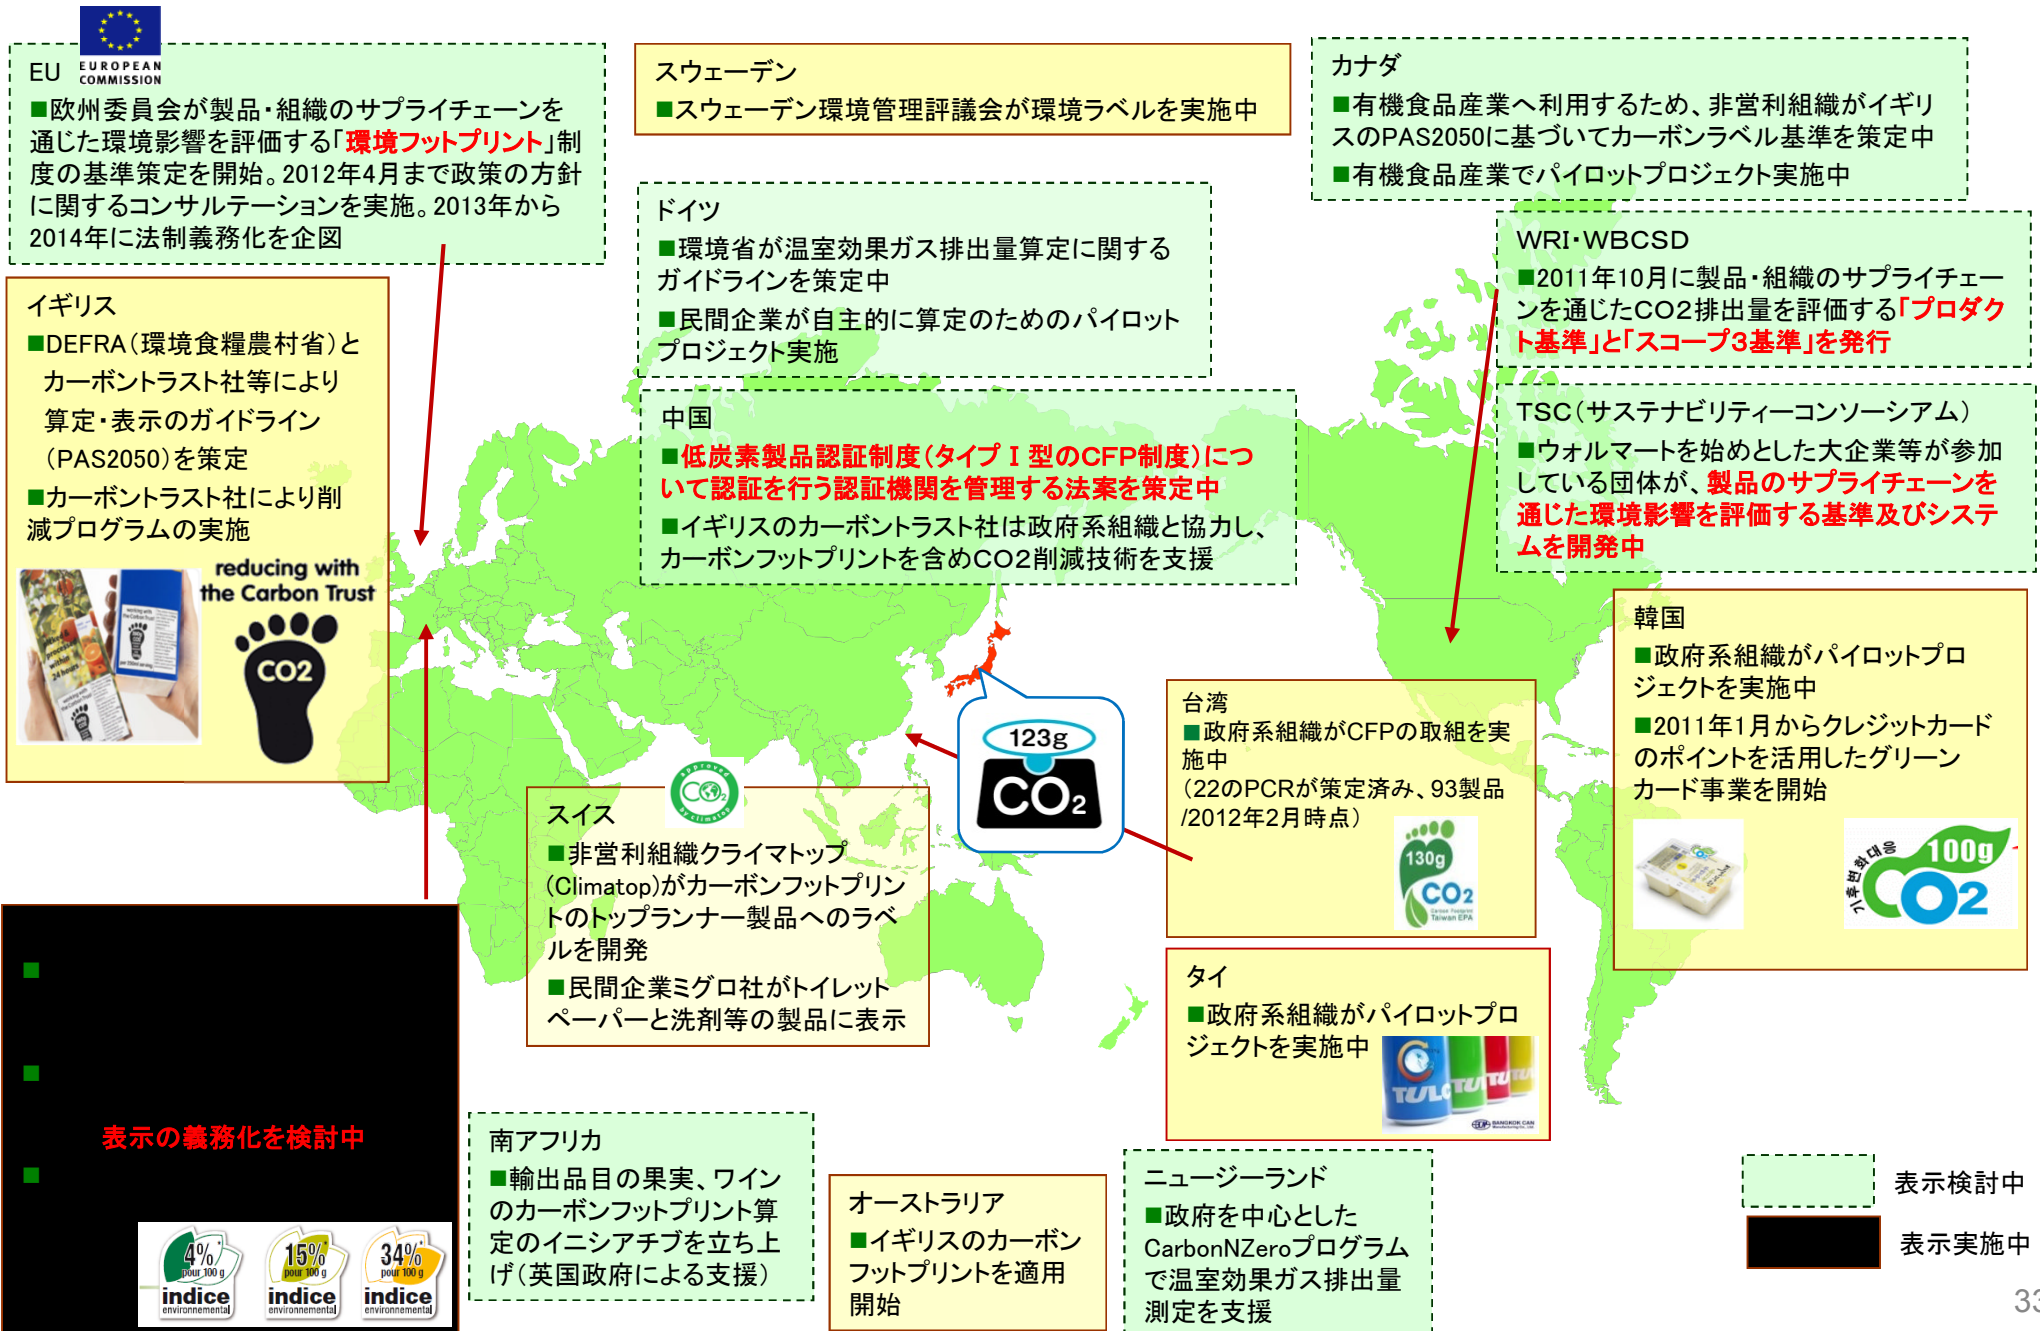 EU
EUROPEAN
COMMISSION
■欧州委員会が製品・組織のサプライチェーンを
通じた環境影響を評価する「環境フットプリント」制
度の基準策定を開始。2012年4月まで政策の方針
に関するコンサルテーションを実施。2013年から
2014年に法制義務化を企図
スウェーデン
■スウェーデン環境管理評議会が環境ラベルを実施中
カナダ
■有機食品産業へ利用するため、非営利組織がイギリ
スのPAS2050に基づいてカーボンラベル基準を策定中
■有機食品産業でパイロットプロジェクト実施中
ドイツ
■環境省が温室効果ガス排出量算定に関する
ガイドラインを策定中
■民間企業が自主的に算定のためのパイロット
プロジェクト実施
WRI・WBCSD
■2011年10月に製品・組織のサプライチェー
ンを通じたCO2排出量を評価する「プロダク
ト基準」と「スコープ3基準」を発行
イギリス
■DEFRA（環境食糧農村省）と
カーボントラスト社等により
算定・表示のガイドライン
（PAS2050）を策定
■カーボントラスト社により削
減プログラムの実施
reducing with
the Carbon Trust
CO2
中国
■低炭素製品認証制度（タイプⅠ型のCFP制度）につ
いて認証を行う認証機関を管理する法案を策定中
■イギリスのカーボントラスト社は政府系組織と協力し、
カーボンフットプリントを含めCO2削減技術を支援
TSC（サステナビリティーコンソーシアム）
■ウォルマートを始めとした大企業等が参加
している団体が、製品のサプライチェーンを
通じた環境影響を評価する基準及びシステ
ムを開発中
韓国
■政府系組織がパイロットプロ
ジェクトを実施中
■2011年1月からクレジットカード
のポイントを活用したグリーン
カード事業を開始
기후변화대응
100g
CO2
123g
CO2
台湾
■政府系組織がCFPの取組を実
施中
（22のPCRが策定済み、93製品
/2012年2月時点）
130g
CO2
Carbon Footprint
Taiwan EPA
スイス
approved
CO2
by climatop
■非営利組織クライマトップ
(Climatop)がカーボンフットプリン
トのトップランナー製品へのラベ
ルを開発
■民間企業ミグロ社がトイレット
ペーパーと洗剤等の製品に表示
タイ
■政府系組織がパイロットプロ
ジェクトを実施中
TULC
BANGKOK CAN
■
■
表示の義務化を検討中
■
4%
pour 100 g
indice
environnemental
15%
pour 100 g
indice
environnemental
34%
pour 100 g
indice
environnemental
南アフリカ
■輸出品目の果実、ワイン
のカーボンフットプリント算
定のイニシアチブを立ち上
げ（英国政府による支援）
オーストラリア
■イギリスのカーボン
フットプリントを適用
開始
ニュージーランド
■政府を中心とした
CarbonNZeroプログラム
で温室効果ガス排出量
測定を支援
表示検討中
表示実施中
33